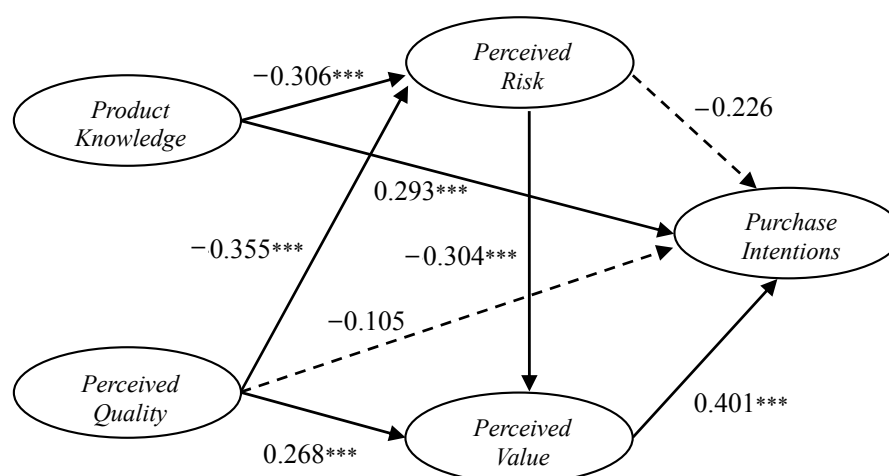 Perceived
Risk
−0.306***
Product
Knowledge
−0.226
0.293***
Purchase
Intentions
−0.355***
−0.304***
−0.105
Perceived
Quality
0.268***
Perceived
Value
0.401***